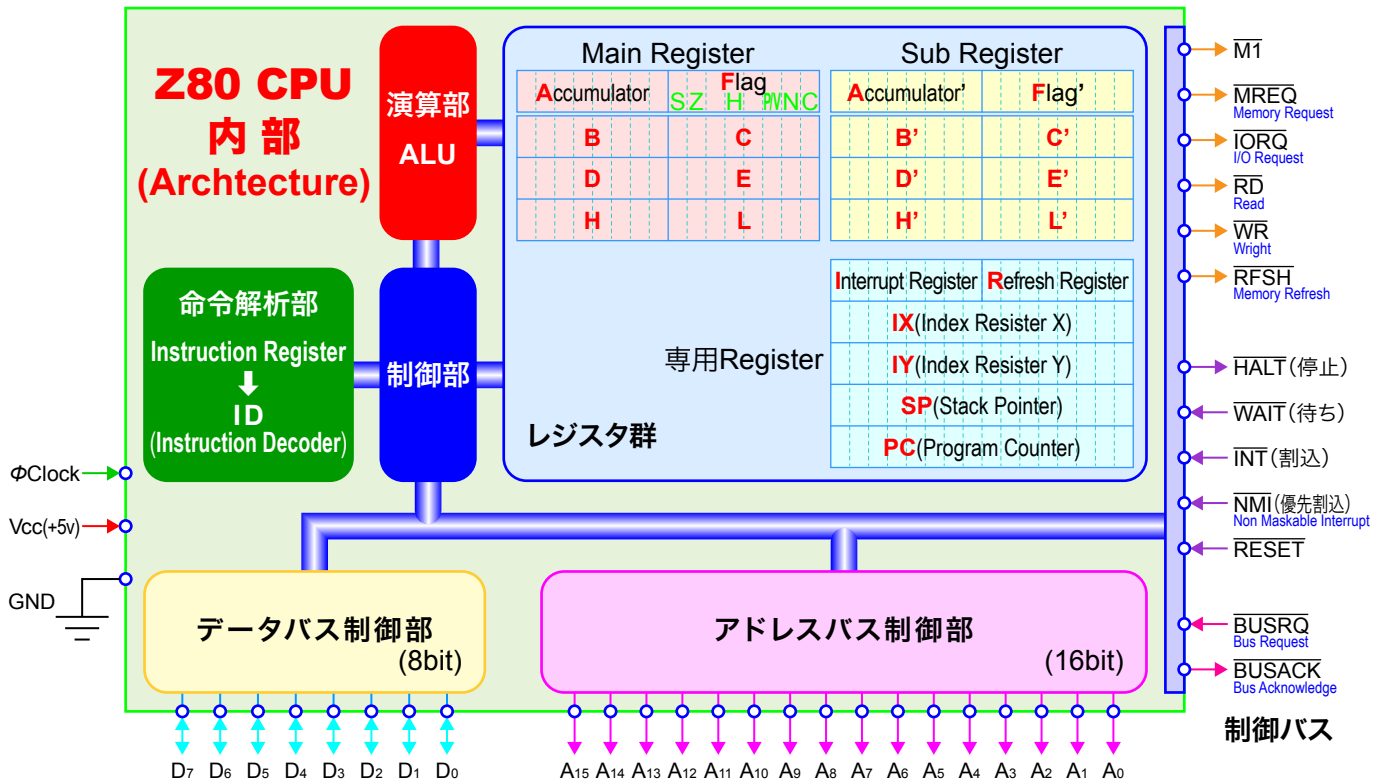 Z80 CPU
内部
(Archtecture)
演算部
ALU
命令解析部
Instruction Register
ID
(Instruction Decoder)
制御部
Main Register
Accumulator
Flag
S Z H P/V N C
B C
D E
H L
Sub Register
Accumulator’ Flag’
B’ C’
D’ E’
H’ L’
専用Register
Interrupt Register Refresh Register
IX(Index Resister X)
IY(Index Resister Y)
SP(Stack Pointer)
PC(Program Counter)
レジスタ群
ΦClock
Vcc(+5v)
GND
データバス制御部
(8bit)
アドレスバス制御部
(16bit)
D7 D6 D5 D4 D3 D2 D1 D0
A15 A14 A13 A12 A11 A10 A9 A8 A7 A6 A5 A4 A3 A2 A1 A0
M1
MREQ
Memory Request
IORQ
I/O Request
RD
Read
WR
Wright
RFSH
Memory Refresh
HALT(停止)
WAIT(待ち)
INT(割込)
NMI(優先割込)
Non Maskable Interrupt
RESET
BUSRQ
Bus Request
BUSACK
Bus Acknowledge
制御バス